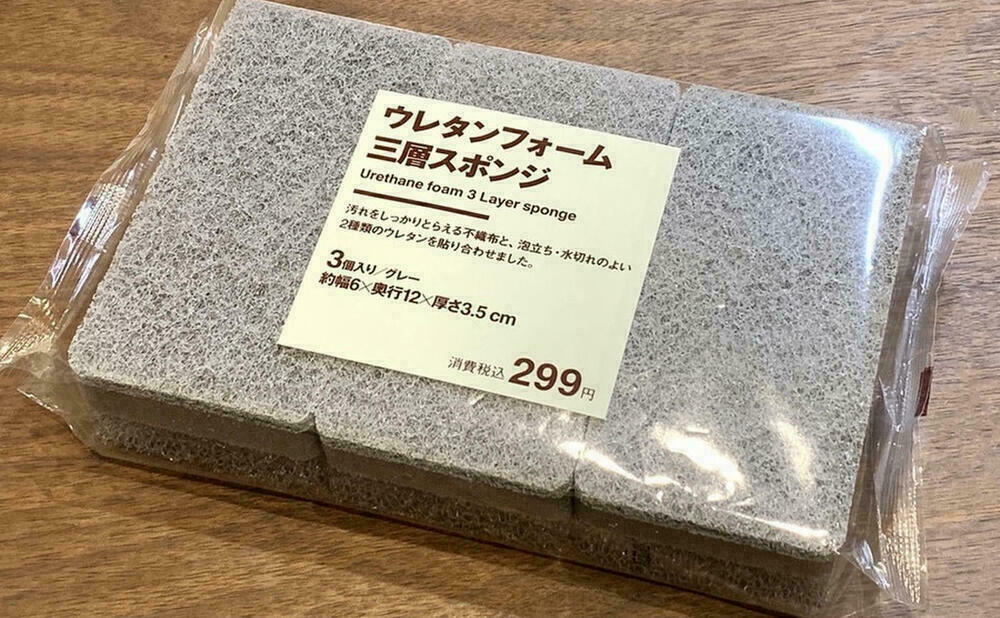 ウレタンフォーム
三層スポンジ
Urethane foam 3 Layer sponge
汚れをしっかりとらえる不織布と、泡立ち・水切れのよい
2種類のウレタンを貼り合わせました。
3個入り／グレー
約幅6×奥行12×厚さ3.5cm
消費税込299円